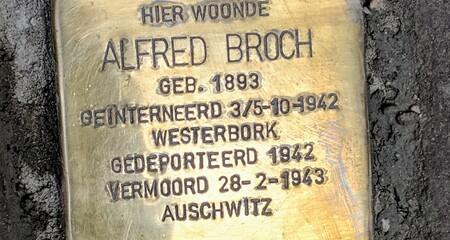 HIER WOONDE
ALFRED BROCH
GEB. 1893
GEÏNTERNEERD 3/5-10-1942
WESTERBORK
GEDEPORTEERD 1942
VERMOORD 28-2-1943
AUSCHWITZ